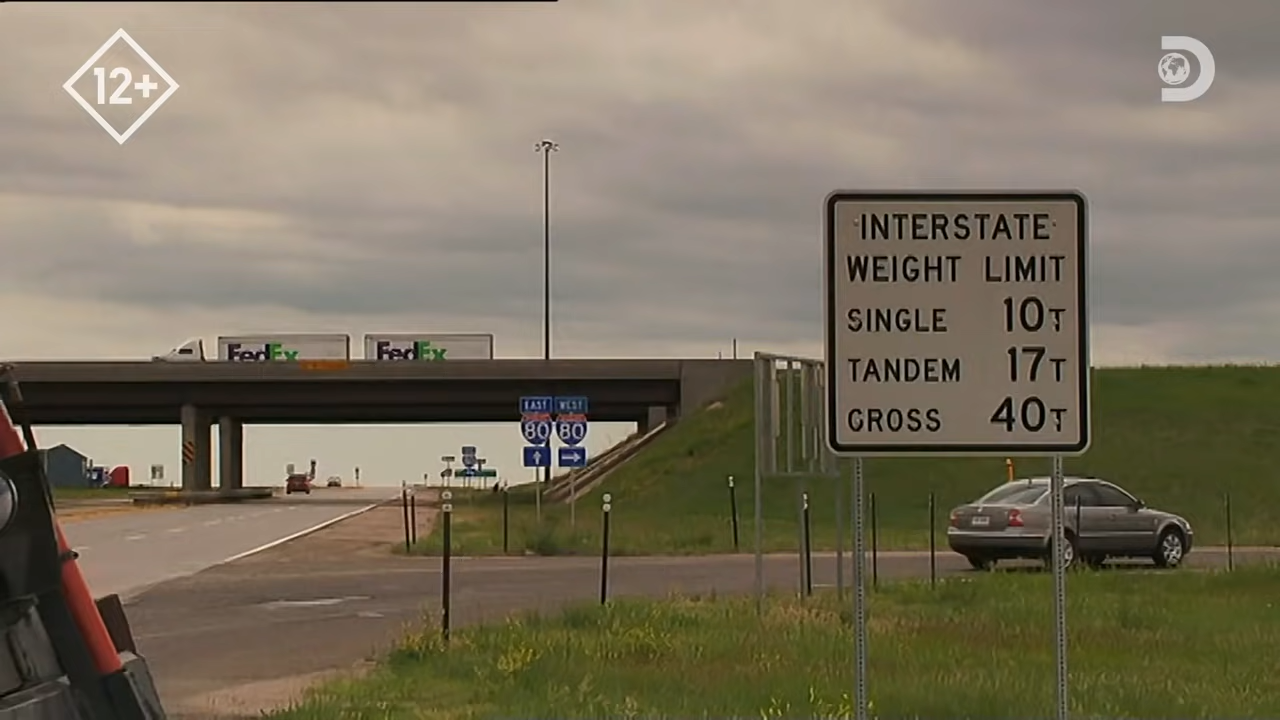 12+
INTERSTATE
WEIGHT LIMIT
SINGLE 10T
TANDEM 17T
GROSS 40T
FedEx FedEx
EAST WEST
80 80